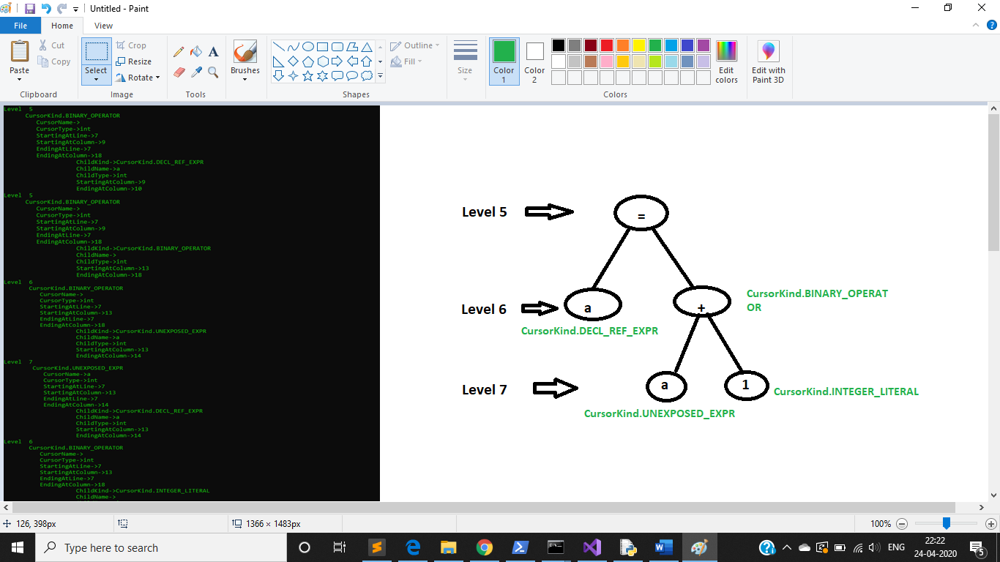 Untitled - Paint
File Home View
Paste
Cut
Copy
Clipboard
Select
Crop
Resize
Rotate
Image
A
Tools
Brushes
Shapes
Outline
Fill
Size
Color 1
Color 2
Colors
Edit colors
Edit with Paint 3D
Level 5
CursorKind.BINARY_OPERATOR
CursorName->
CursorType->int
StartingAtLine->7
StartingAtColumn->9
EndingAtLine->7
EndingAtColumn->18
ChildKind->CursorKind.DECL_REF_EXPR
ChildName->a
ChildType->int
StartingAtColumn->9
EndingAtColumn->10
Level 5
CursorKind.BINARY_OPERATOR
CursorName->
CursorType->int
StartingAtLine->7
StartingAtColumn->9
EndingAtLine->7
EndingAtColumn->18
ChildKind->CursorKind.BINARY_OPERATOR
ChildName->
ChildType->int
StartingAtColumn->13
EndingAtColumn->18
Level 6
CursorKind.BINARY_OPERATOR
CursorName->
CursorType->int
StartingAtLine->7
StartingAtColumn->13
EndingAtLine->7
EndingAtColumn->18
ChildKind->CursorKind.UNEXPOSED_EXPR
ChildName->a
ChildType->int
StartingAtColumn->13
EndingAtColumn->14
Level 7
CursorKind.UNEXPOSED_EXPR
CursorName->a
CursorType->int
StartingAtLine->7
StartingAtColumn->13
EndingAtLine->7
EndingAtColumn->14
ChildKind->CursorKind.DECL_REF_EXPR
ChildName->a
ChildType->int
StartingAtColumn->13
EndingAtColumn->14
Level 6
CursorKind.BINARY_OPERATOR
CursorName->
CursorType->int
StartingAtLine->7
StartingAtColumn->13
EndingAtLine->7
EndingAtColumn->18
ChildKind->CursorKind.INTEGER_LITERAL
ChildName->
Level 5
=
Level 6
a
+
CursorKind.BINARY_OPERAT
OR
CursorKind.DECL_REF_EXPR
Level 7
a
1
CursorKind.INTEGER_LITERAL
CursorKind.UNEXPOSED_EXPR
126, 398px
1366 × 1483px
100%
Type here to search
ENG
22:22
24-04-2020
5